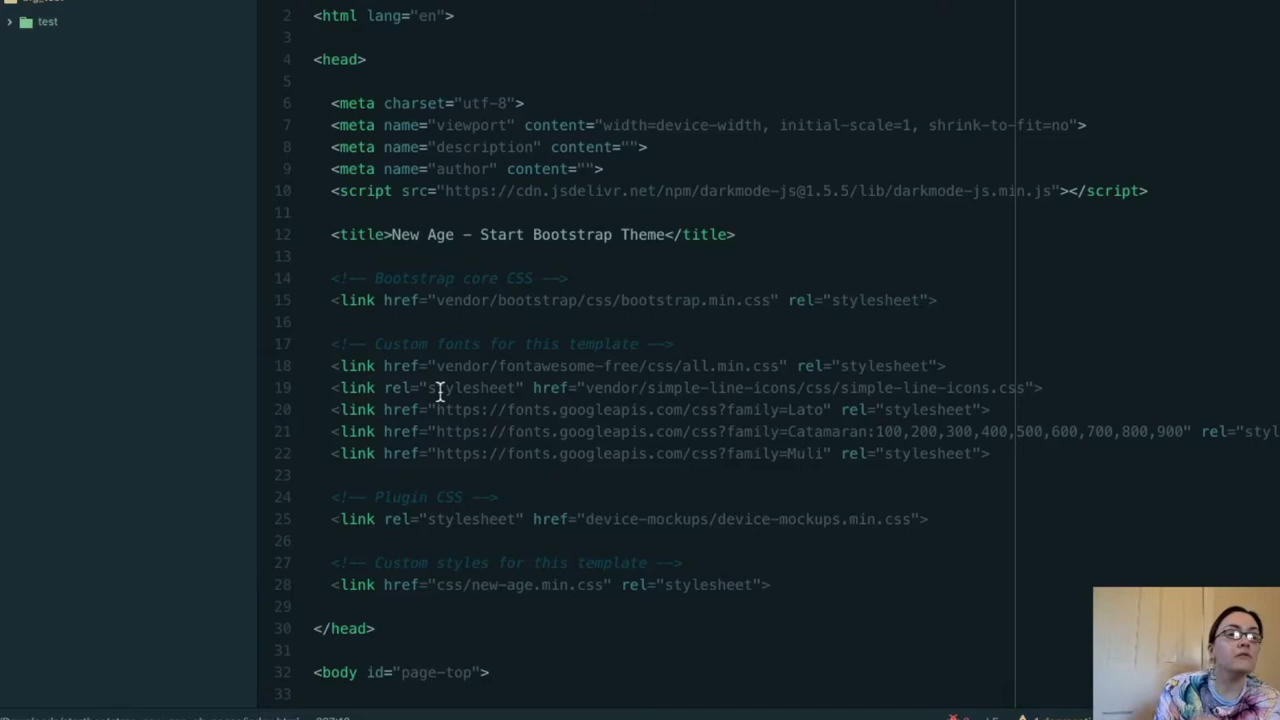 test
2 <html lang="en">
3
4 <head>
5
6 <meta charset="utf-8">
7 <meta name="viewport" content="width=device-width, initial-scale=1, shrink-to-fit=no">
8 <meta name="description" content="">
9 <meta name="author" content="">
10 <script src="https://cdn.jsdelivr.net/npm/darkmode-js@1.5.5/lib/darkmode-js.min.js"></script>
11
12 <title>New Age - Start Bootstrap Theme</title>
13
14 <!-- Bootstrap core CSS -->
15 <link href="vendor/bootstrap/css/bootstrap.min.css" rel="stylesheet">
16
17 <!-- Custom fonts for this template -->
18 <link href="vendor/fontawesome-free/css/all.min.css" rel="stylesheet">
19 <link rel="stylesheet" href="vendor/simple-line-icons/css/simple-line-icons.css">
20 <link href="https://fonts.googleapis.com/css?family=Lato" rel="stylesheet">
21 <link href="https://fonts.googleapis.com/css?family=Catamaran:100,200,300,400,500,600,700,800,900" rel="styl
22 <link href="https://fonts.googleapis.com/css?family=Muli" rel="stylesheet">
23
24 <!-- Plugin CSS -->
25 <link rel="stylesheet" href="device-mockups/device-mockups.min.css">
26
27 <!-- Custom styles for this template -->
28 <link href="css/new-age.min.css" rel="stylesheet">
29
30 </head>
31
32 <body id="page-top">
33